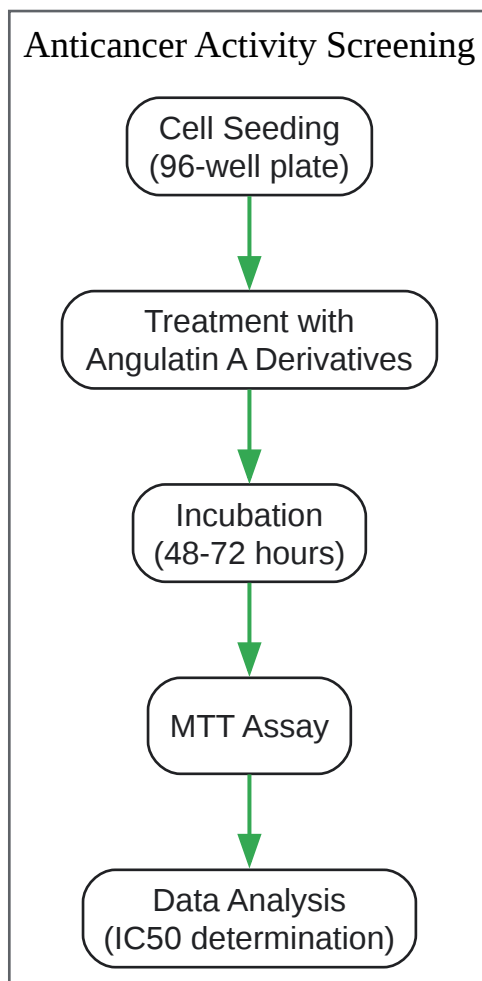 Anticancer Activity Screening
Cell Seeding
(96-well plate)
Treatment with
Angulatin A Derivatives
Incubation
(48-72 hours)
MTT Assay
Data Analysis
(IC50 determination)